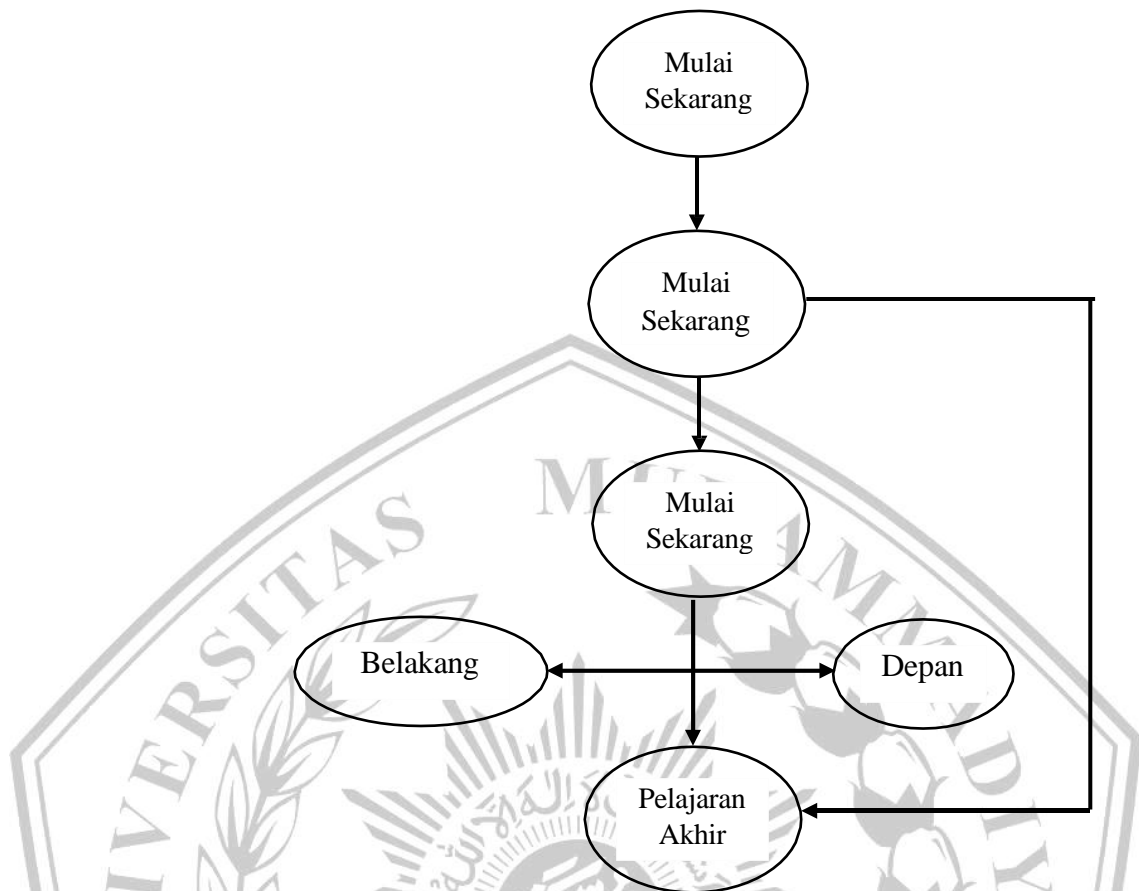 Mulai
Sekarang
Mulai
Sekarang
Mulai
Sekarang
Belakang
Depan
Pelajaran
Akhir